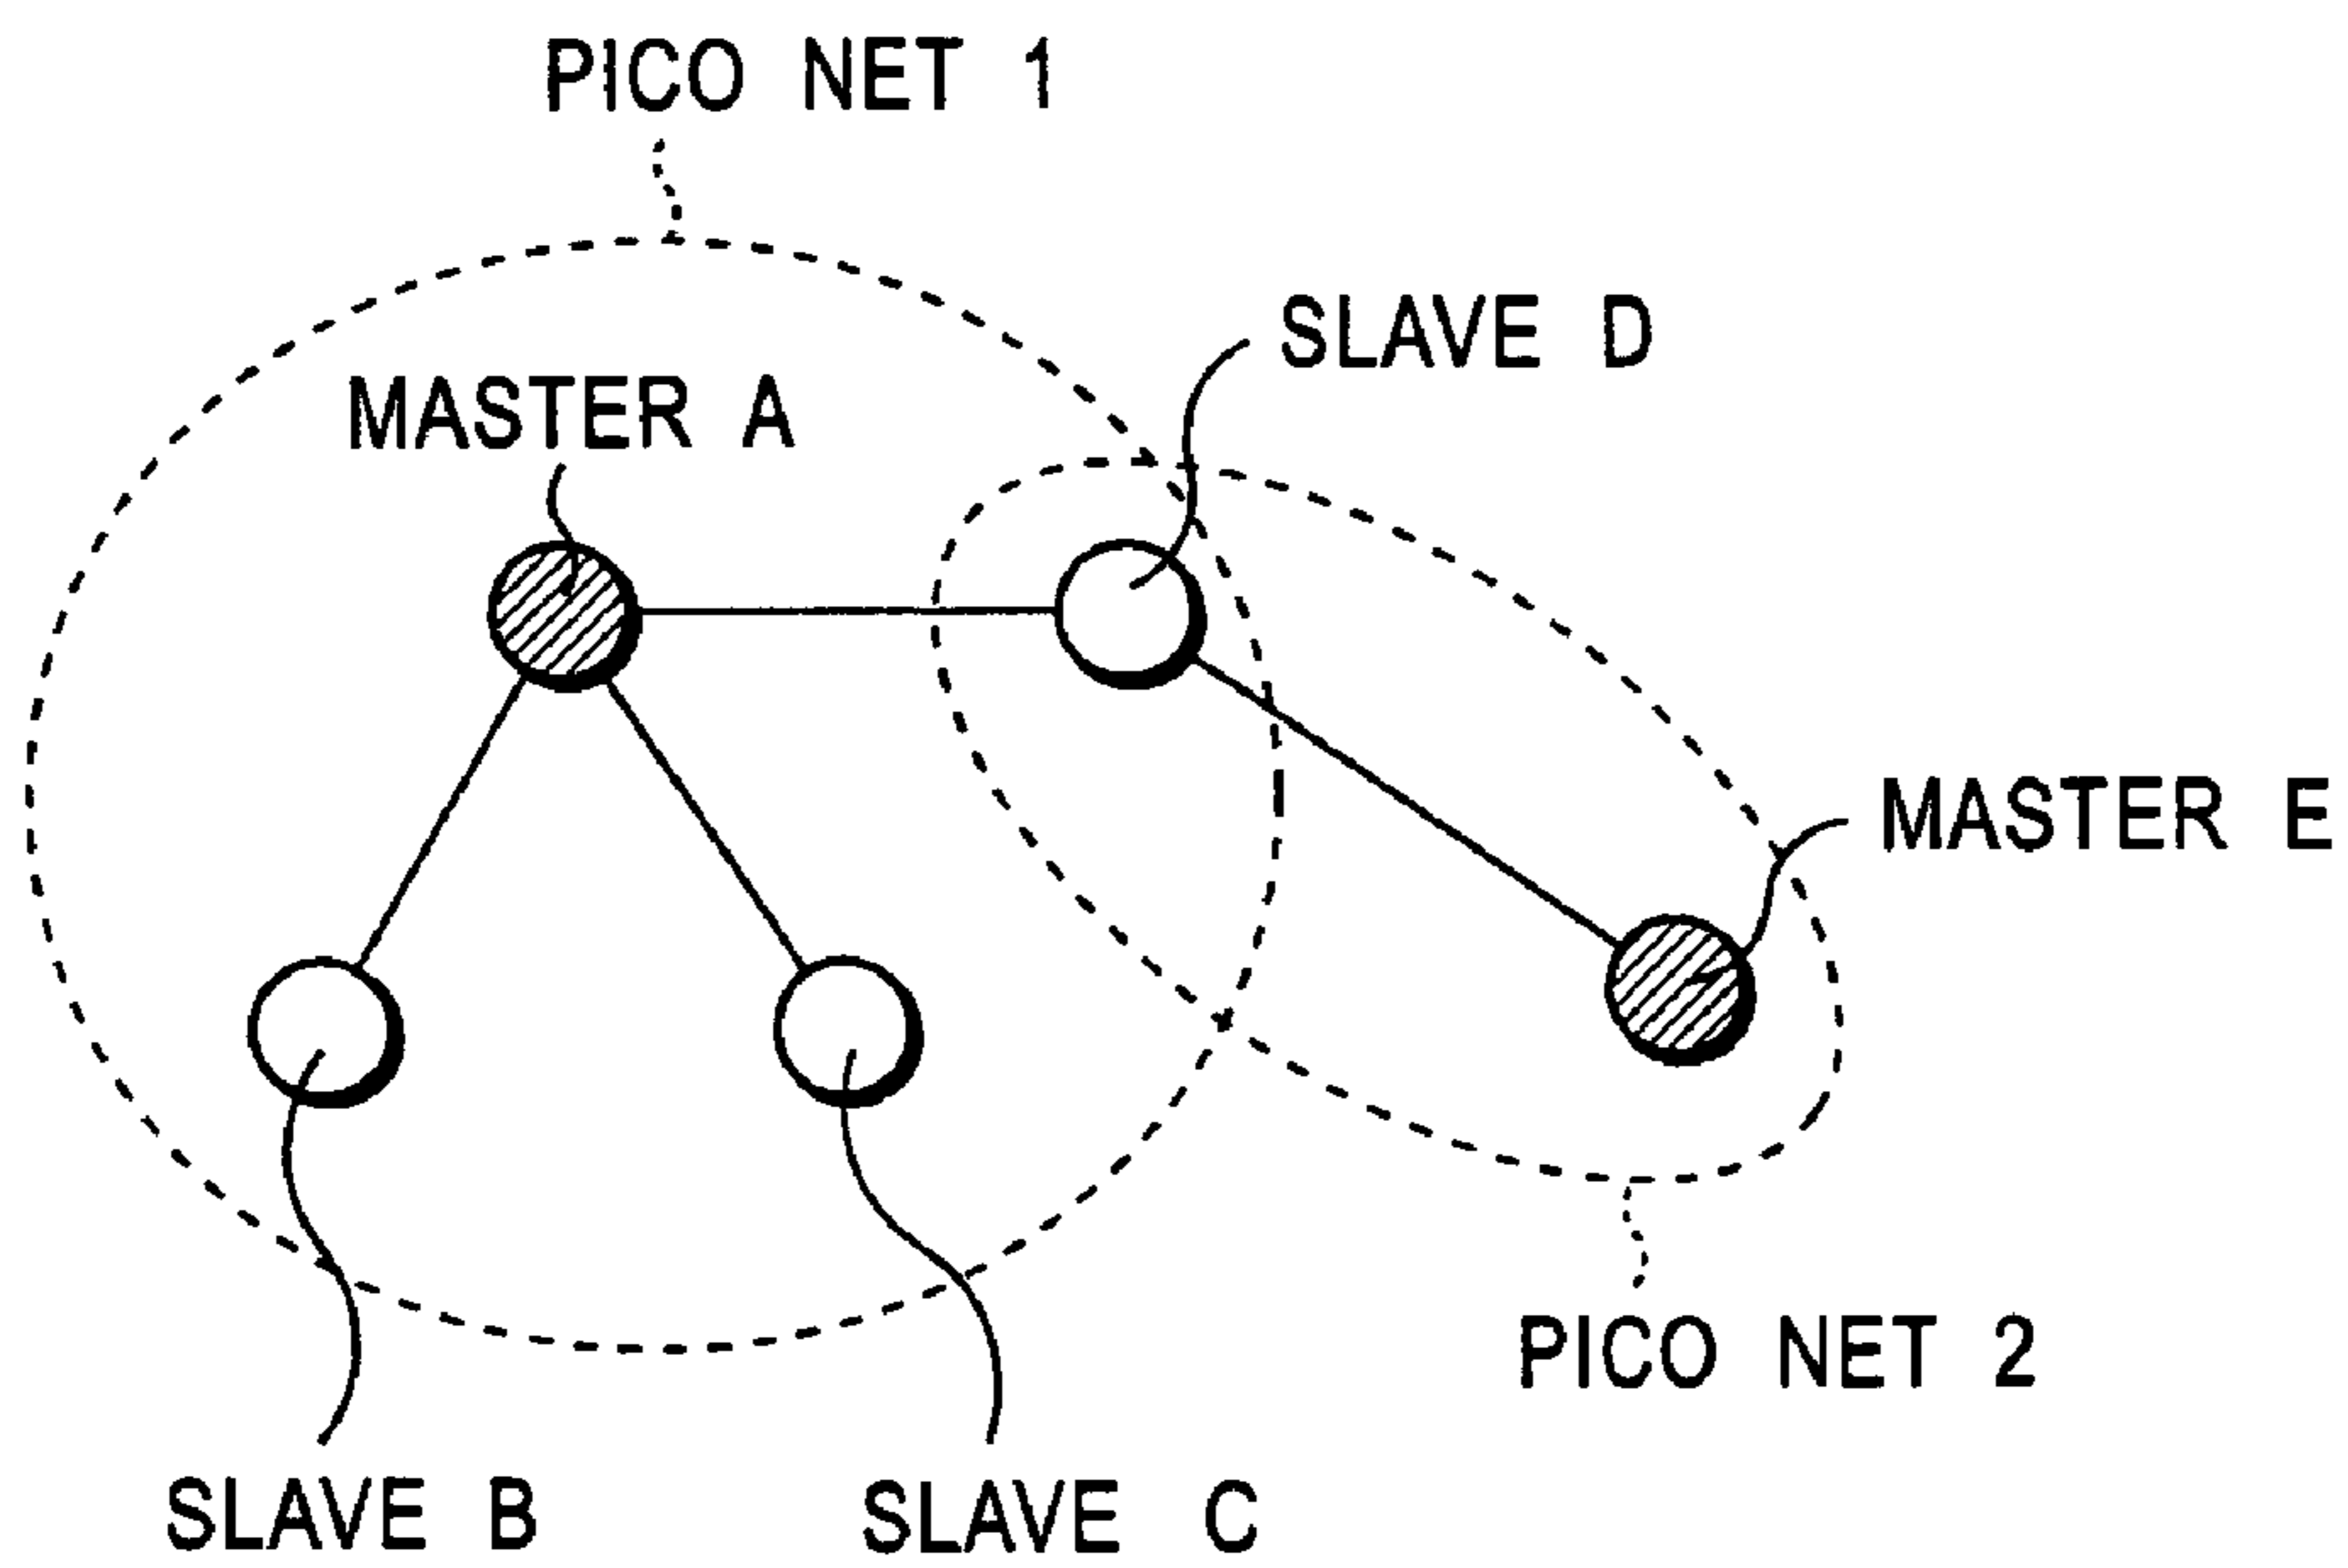 PICO NET 1
SLAVE D
MASTER A
MASTER E
PICO NET 2
SLAVE B
SLAVE C